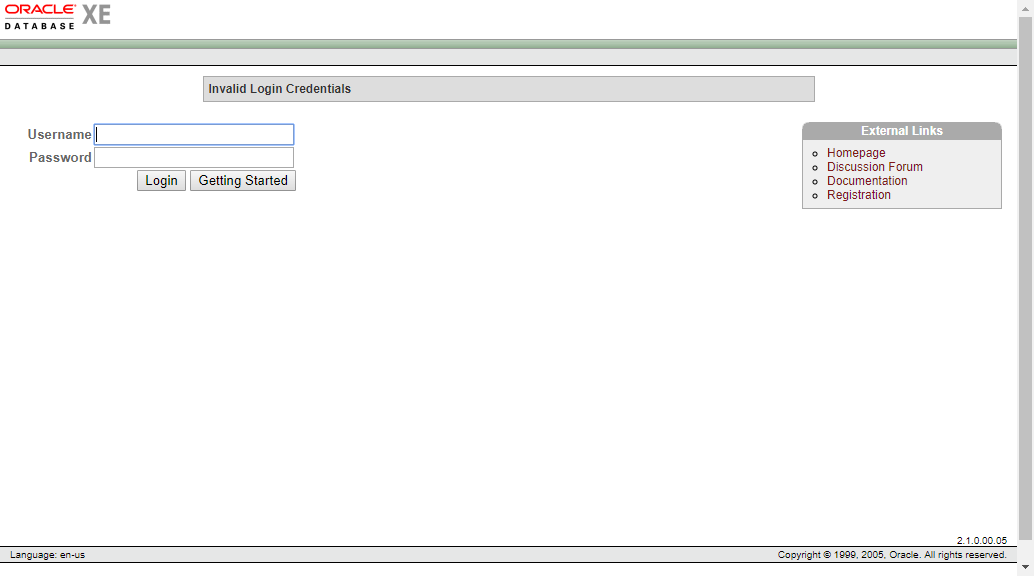 ORACLE XE
DATABASE
Invalid Login Credentials
Username
Password
Login Getting Started
External Links
Homepage
Discussion Forum
Documentation
Registration
2.1.0.00.05
Language: en-us
Copyright © 1999, 2005, Oracle. All rights reserved.